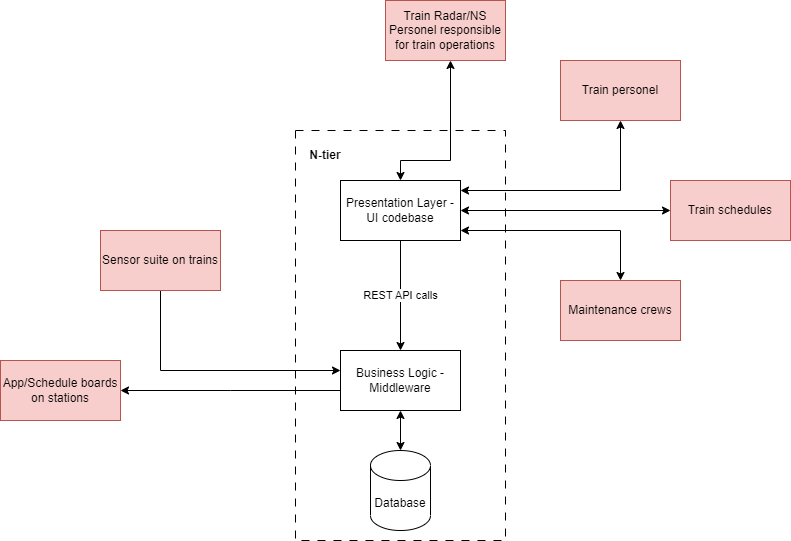 Train Radar/NS
Personel responsible
for train operations
Train personel
N-tier
Presentation Layer -
UI codebase
Train schedules
Sensor suite on trains
REST API calls
Maintenance crews
Business Logic -
Middleware
App/Schedule boards
on stations
Database